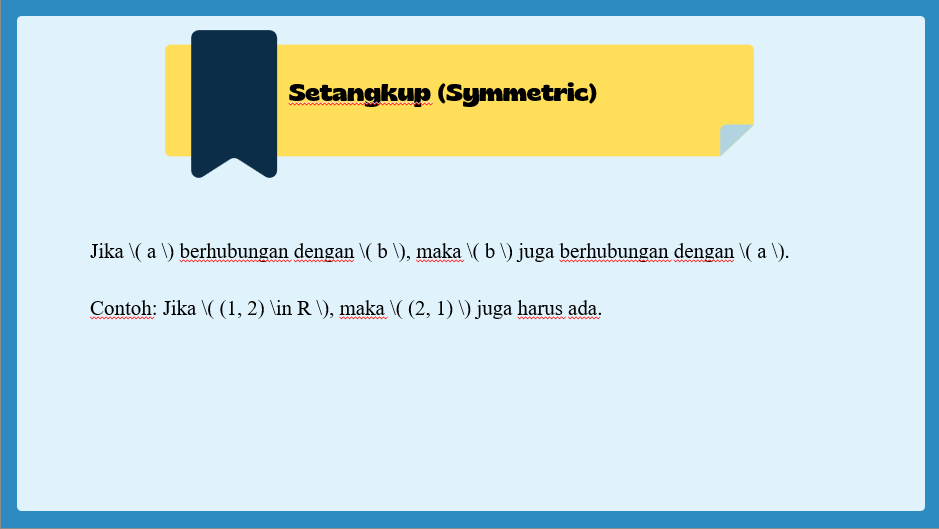 Setangkup (Symmetric)
Jika \( a \) berhubungan dengan \( b \), maka \( b \) juga berhubungan dengan \( a \).
Contoh: Jika \( (1, 2) \in R \), maka \( (2, 1) \) juga harus ada.